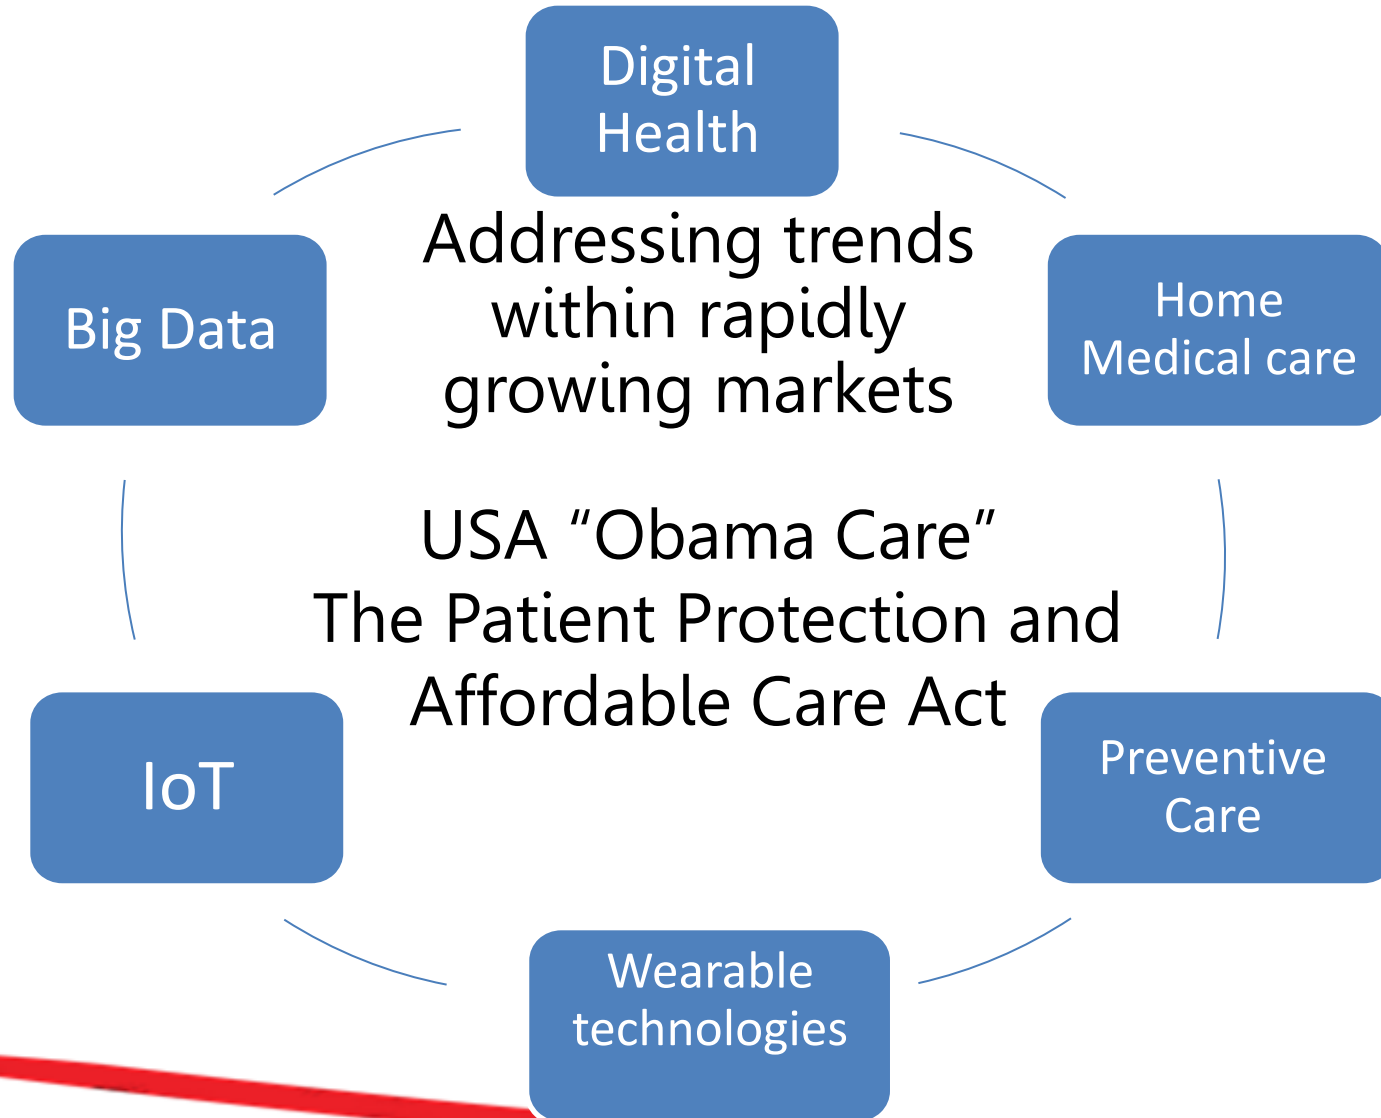 Digital
Health
Addressing trends
within rapidly
growing markets
Big Data
Home
Medical care
USA “Obama Care”
The Patient Protection and
Affordable Care Act
IoT
Preventive
Care
Wearable
technologies